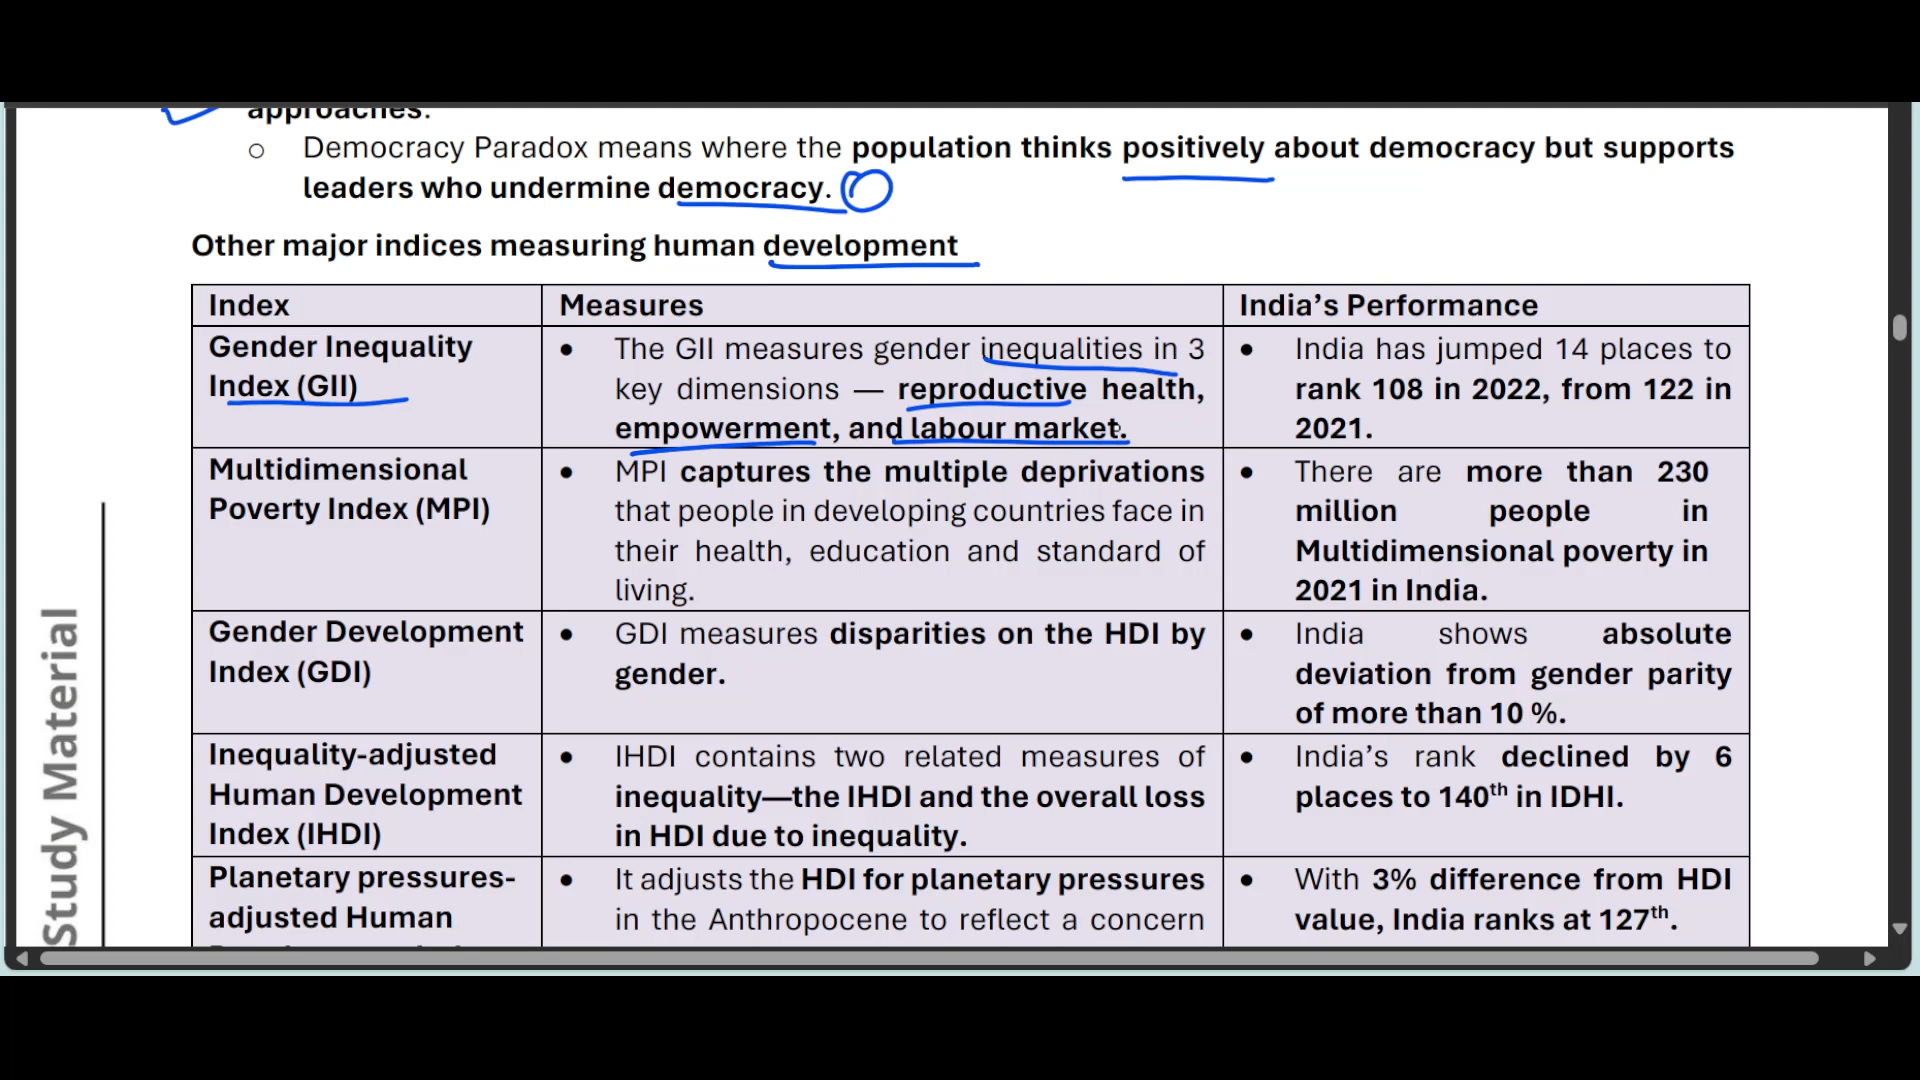 approaches.
○ Democracy Paradox means where the population thinks positively about democracy but supports
leaders who undermine democracy.
Other major indices measuring human development
Index
Measures
India's Performance
Gender Inequality
Index (GII)
• The GII measures gender inequalities in 3
key dimensions — reproductive health,
empowerment, and labour market.
• India has jumped 14 places to
rank 108 in 2022, from 122 in
2021.
Multidimensional
Poverty Index (MPI)
• MPI captures the multiple deprivations
that people in developing countries face in
their health, education and standard of
living.
• There are more than 230
million people in
Multidimensional poverty in
2021 in India.
Gender Development
Index (GDI)
• GDI measures disparities on the HDI by
gender.
• India shows absolute
deviation from gender parity
of more than 10 %.
Inequality-adjusted
Human Development
Index (IHDI)
• IHDI contains two related measures of
inequality—the IHDI and the overall loss
in HDI due to inequality.
• India's rank declined by 6
places to 140th in IDHI.
Planetary pressures-
adjusted Human
• It adjusts the HDI for planetary pressures
in the Anthropocene to reflect a concern
• With 3% difference from HDI
value, India ranks at 127th.
Study Material